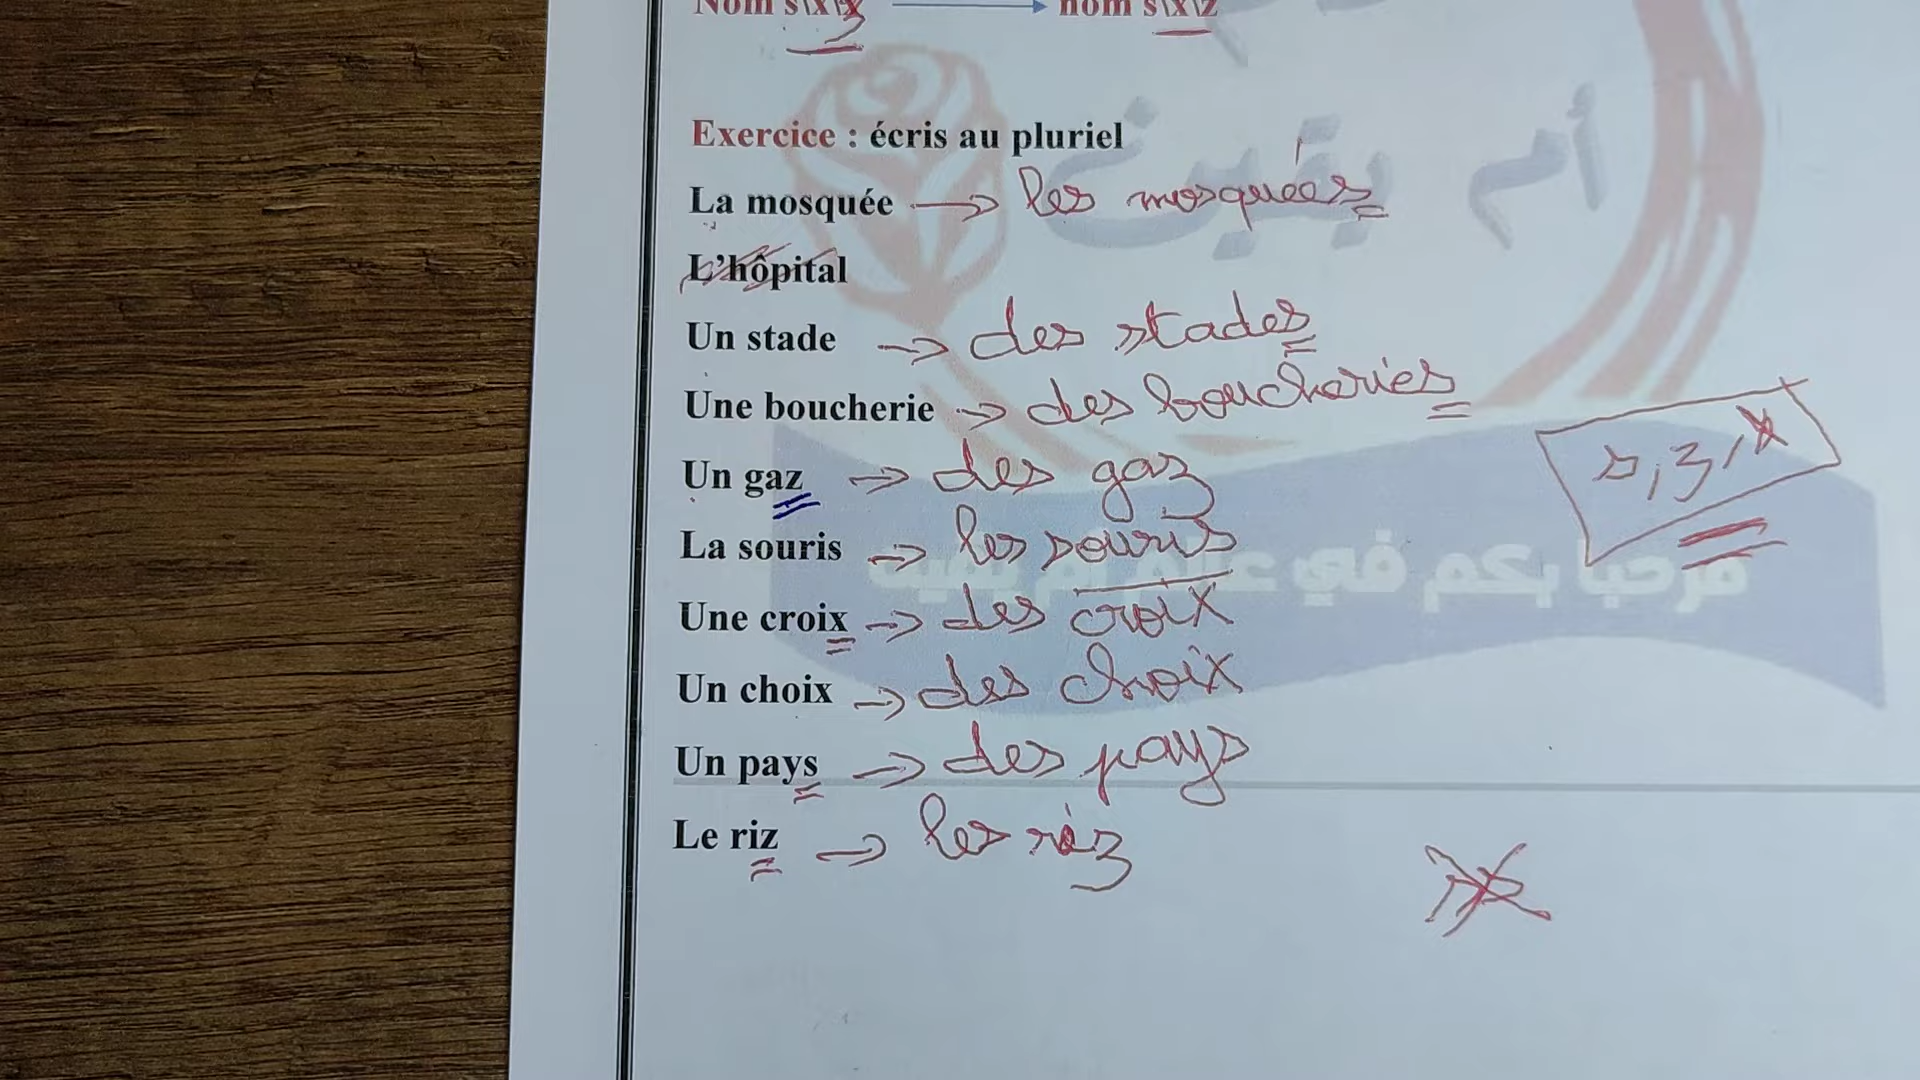 Nom s\x\z → nom s\x\z
Exercice : écris au pluriel
La mosquée → les mosquées
L'hôpital
Un stade → des stades
Une boucherie → des boucheries
Un gaz → des gaz
La souris → les souris
Une croix → des croix
Un choix → des choix
Un pays → des pays
Le riz → les riz
s, z, x
أم يقين
مرحبا بكم في عالم أم يقين